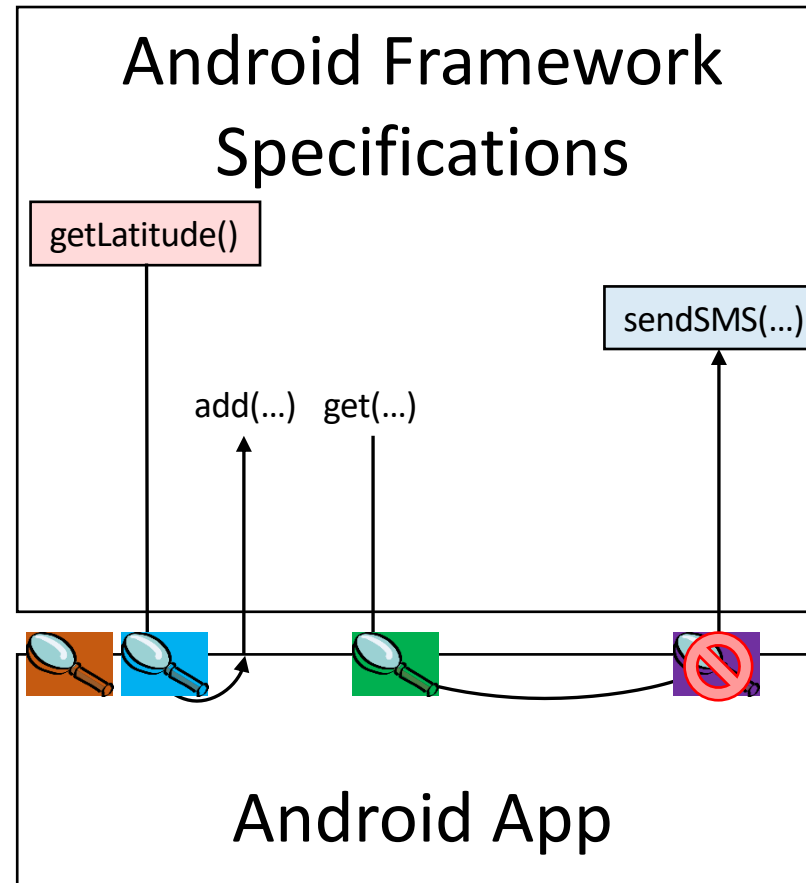 Android Framework
Specifications
getLatitude()
sendSMS(…)
add(…) get(…)
Android App